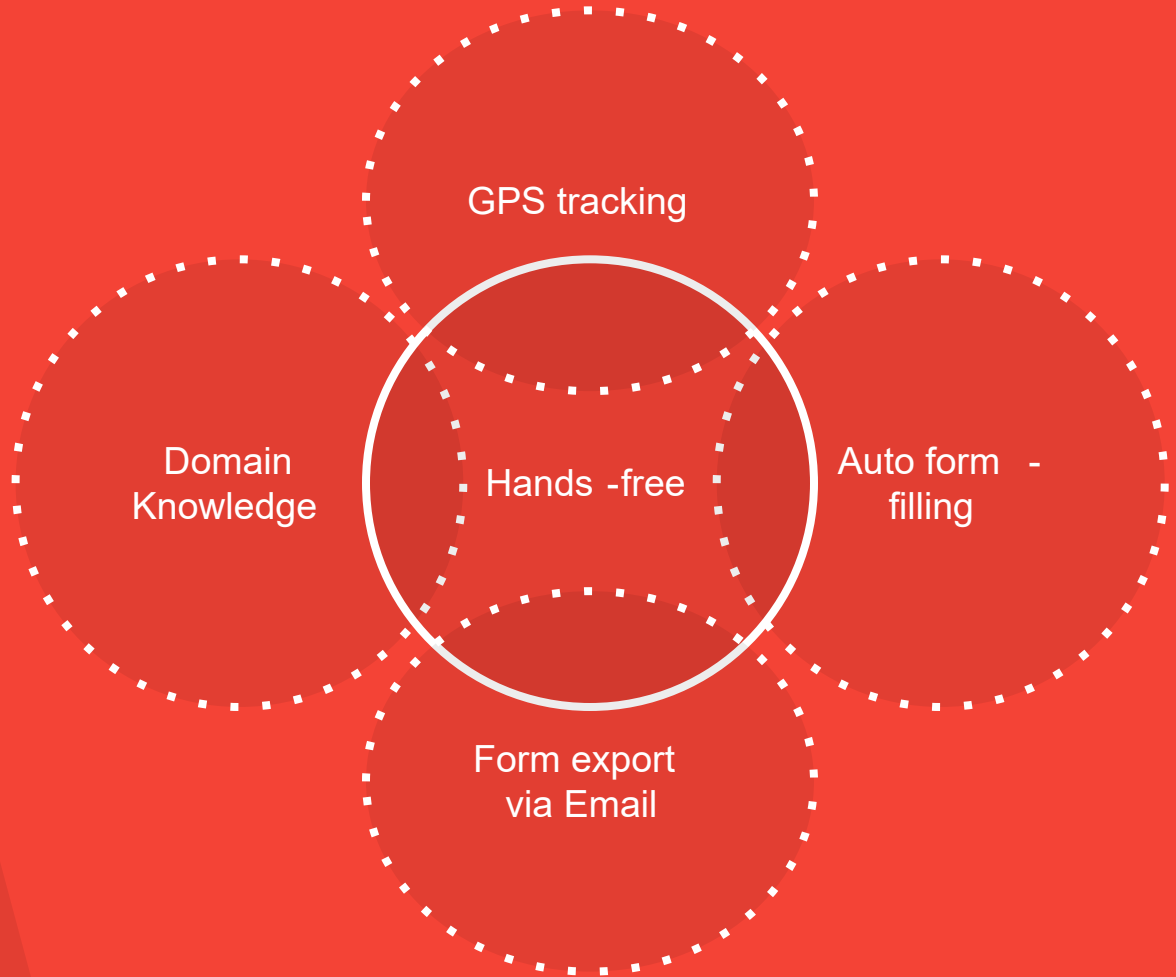 GPS tracking
Domain
Knowledge
Hands -free
Auto form -
filling
Form export
via Email